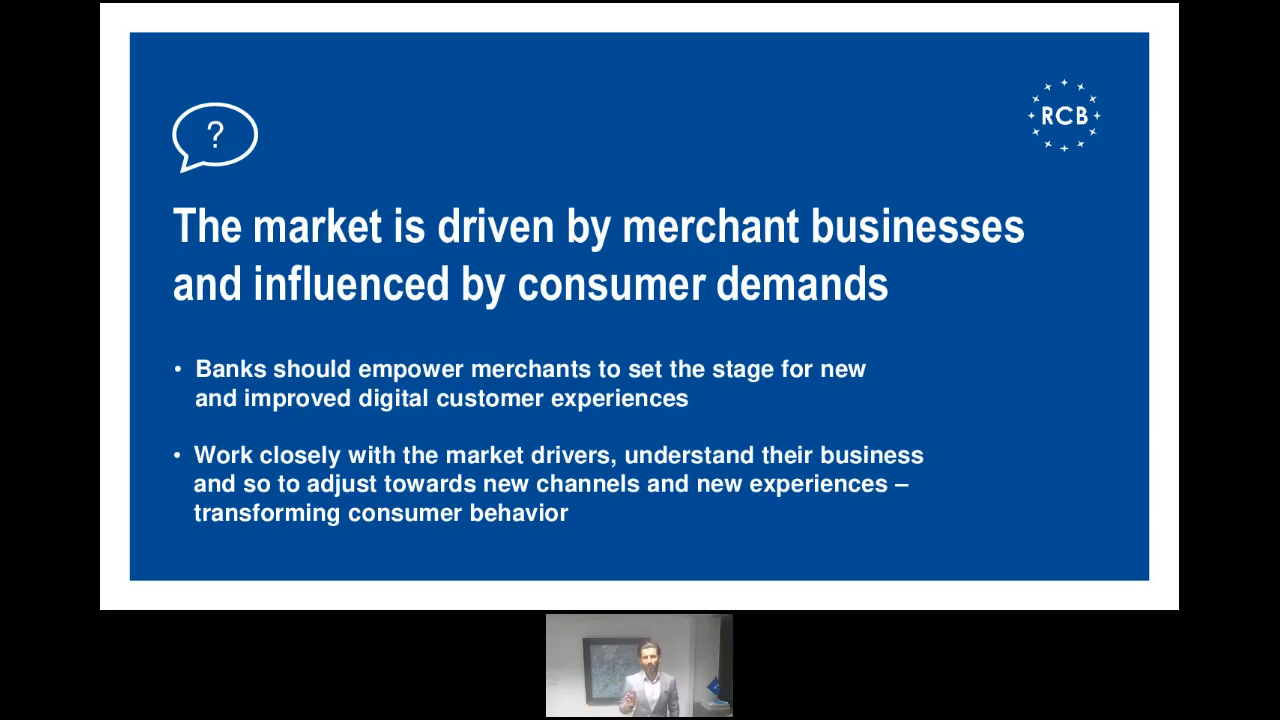 ?
RCB
The market is driven by merchant businesses
and influenced by consumer demands
• Banks should empower merchants to set the stage for new
and improved digital customer experiences
• Work closely with the market drivers, understand their business
and so to adjust towards new channels and new experiences –
transforming consumer behavior